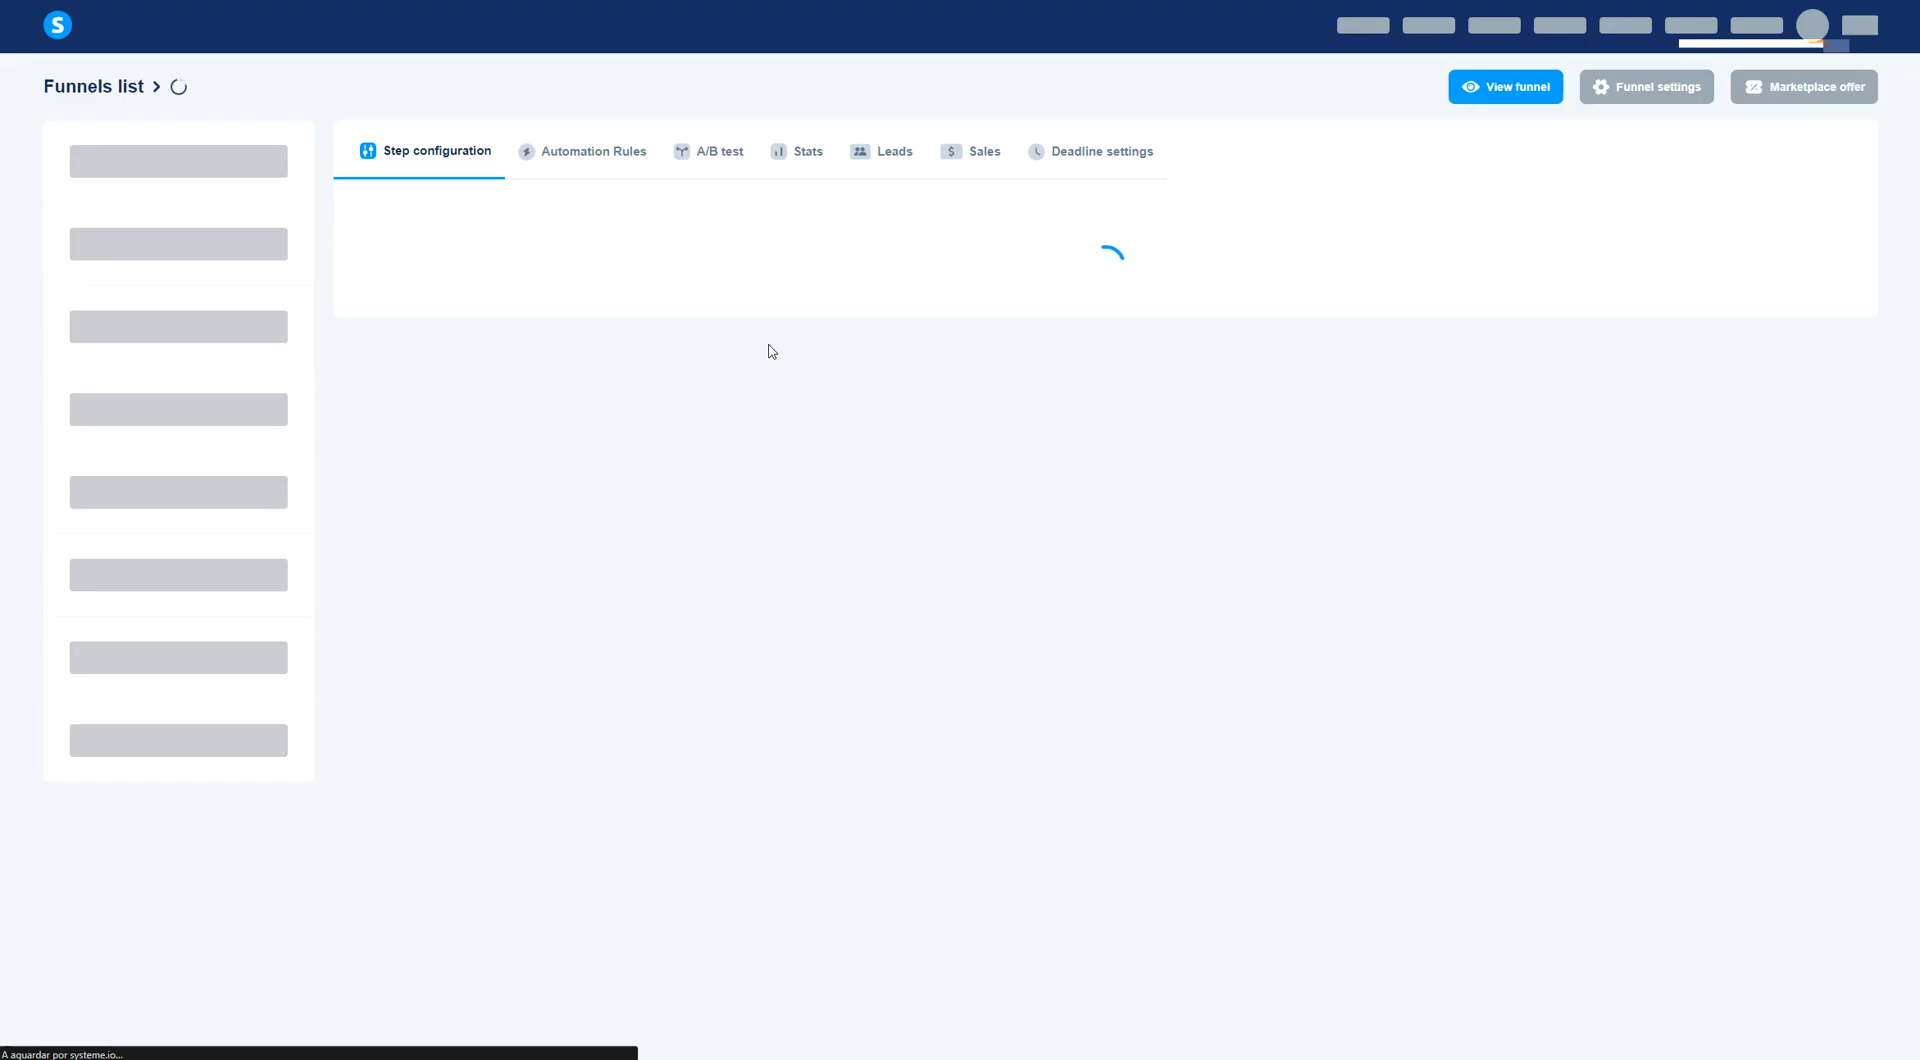 S
Funnels list >
View funnel
Funnel settings
Marketplace offer
Step configuration
Automation Rules
A/B test
Stats
Leads
$ Sales
Deadline settings
A aguardar por systeme.io...